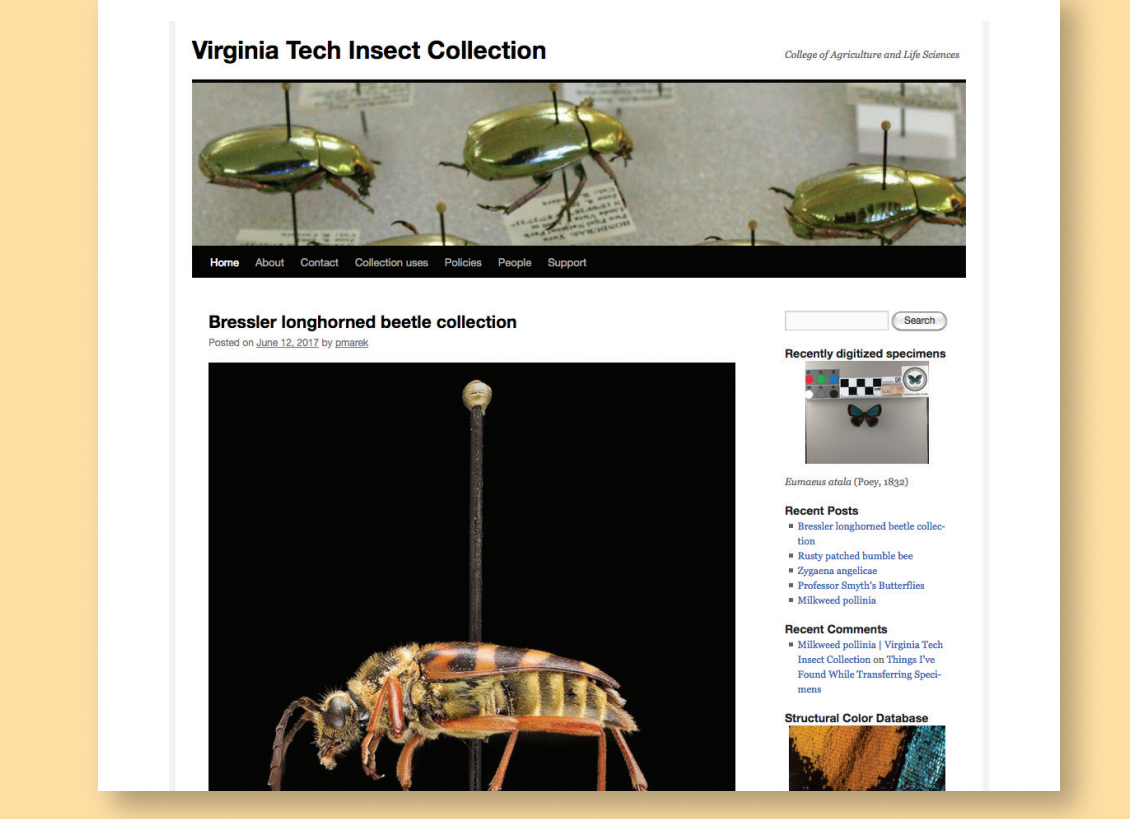 Virginia Tech Insect Collection
College of Agriculture and Life Sciences
HONDURAS: Yoro
Home About Contact Collection uses Policies People Support
Bressler longhorned beetle collection
Posted on June 12, 2017 by pmarek
Search
Recently digitized specimens
Eumaeus atala (Poey, 1832)
Recent Posts
Bressler longhorned beetle collec-
tion
Rusty patched bumble bee
Zygaena angelicae
Professor Smyth's Butterflies
Milkweed pollinia
Recent Comments
Milkweed pollinia | Virginia Tech
Insect Collection on Things I've
Found While Transferring Speci-
mens
Structural Color Database